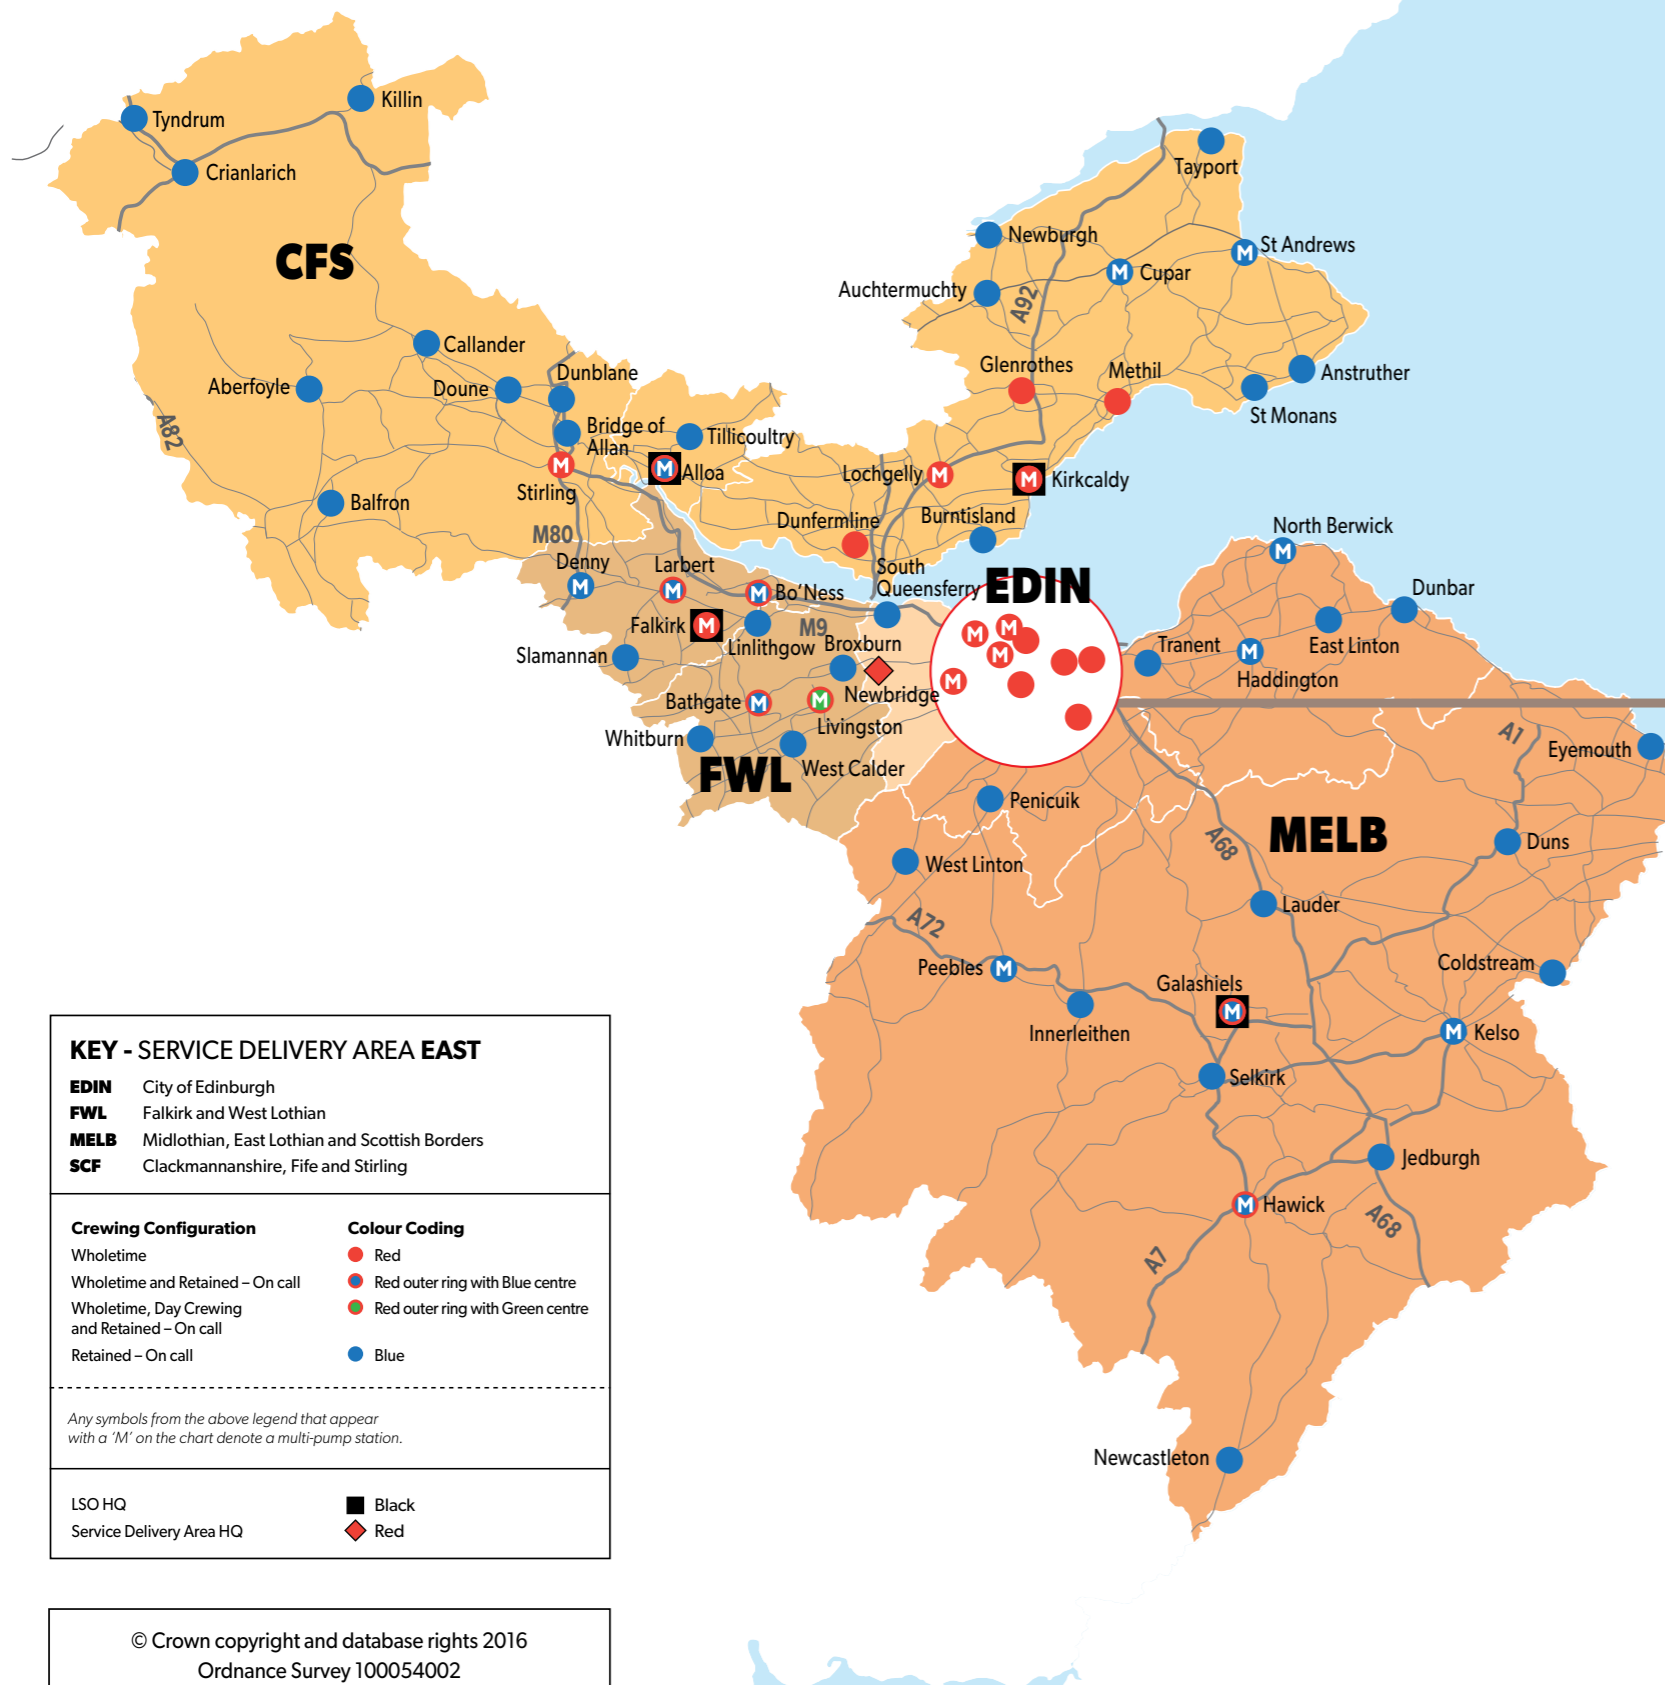 Tyndrum
Killin
Crianlarich
CFS
Callander
Aberfoyle
Doune
Dunblane
A82
Bridge of
Allan
Tillicoultry
M
Stirling
M
Alloa
Balfron
M80
Tayport
Newburgh
M
St Andrews
M
Cupar
Auchtermuchty
A92
Glenrothes
Methil
Anstruther
St Monans
Lochgelly
M
M
Kirkcaldy
Dunfermline
Burntisland
South
Queensferry
Denny
M
Larbert
M
M
Bo'Ness
Falkirk
M
M9
Linlithgow
Broxburn
Slamannan
Newbridge
Bathgate
M
M
Livingston
Whitburn
West Calder
FWL
EDIN
M
M
M
M
North Berwick
M
Dunbar
Tranent
M
Haddington
East Linton
A1
Eyemouth
Penicuik
A68
MELB
Duns
West Linton
Lauder
A72
Peebles
M
Coldstream
Galashiels
M
Innerleithen
M
Kelso
Selkirk
Jedburgh
M
Hawick
A68
A7
Newcastleton
KEY - SERVICE DELIVERY AREA EAST
EDIN City of Edinburgh
FWL Falkirk and West Lothian
MELB Midlothian, East Lothian and Scottish Borders
SCF Clackmannanshire, Fife and Stirling
Crewing Configuration Colour Coding
Wholetime Red
Wholetime and Retained – On call Red outer ring with Blue centre
Wholetime, Day Crewing Red outer ring with Green centre
and Retained – On call
Retained – On call Blue
Any symbols from the above legend that appear
with a ‘M’ on the chart denote a multi-pump station.
LSO HQ Black
Service Delivery Area HQ Red
© Crown copyright and database rights 2016
Ordnance Survey 100054002